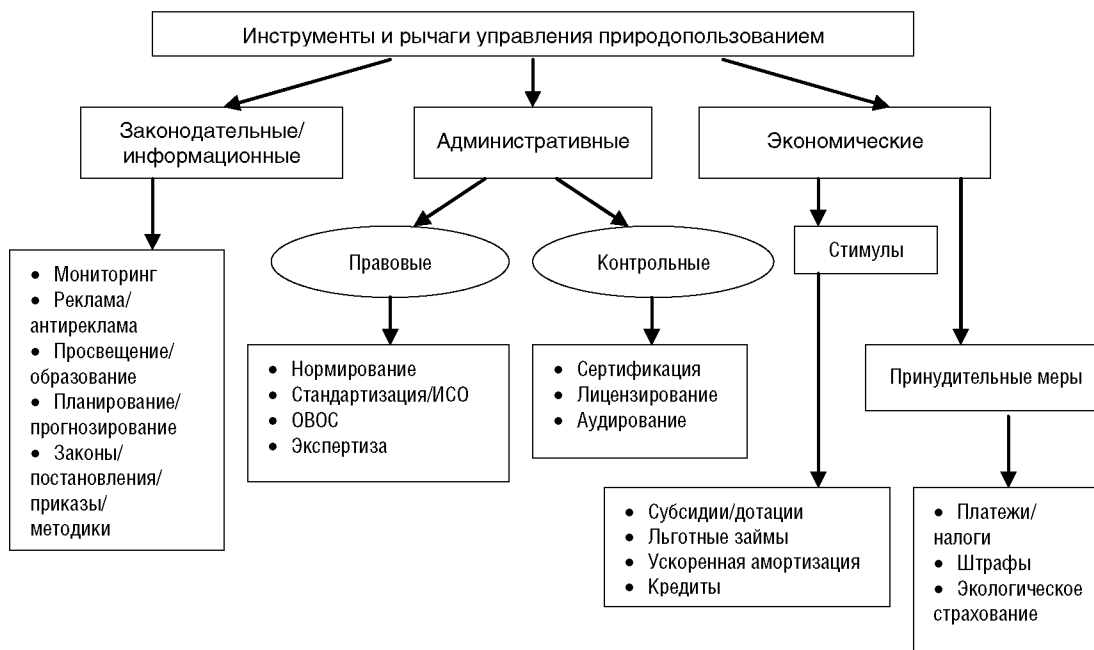 Инструменты и рычаги управления природопользованием
Законодательные/
информационные
Административные
Экономические
Правовые
Контрольные
Стимулы
• Мониторинг
• Реклама/
антиреклама
• Просвещение/
образование
• Планирование/
прогнозирование
• Законы/
постановления/
приказы/
методики
• Нормирование
• Стандартизация/ИСО
• ОВОС
• Экспертиза
• Сертификация
• Лицензирование
• Аудирование
Принудительные меры
• Субсидии/дотации
• Льготные займы
• Ускоренная амортизация
• Кредиты
• Платежи/
налоги
• Штрафы
• Экологическое
страхование